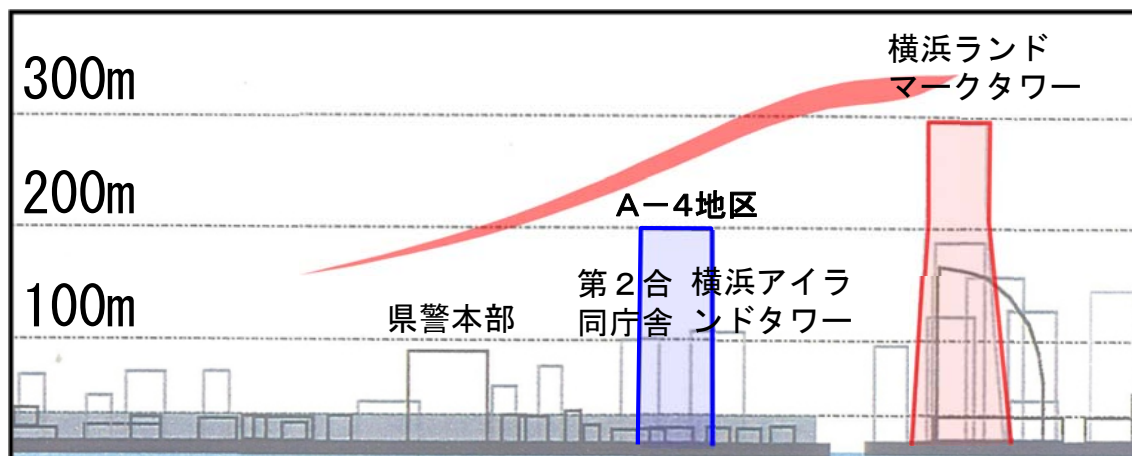 横浜ランド
マークタワー
300m
200m
A－4地区
第２合
同庁舎
横浜アイラ
ンドタワー
100m
県警本部